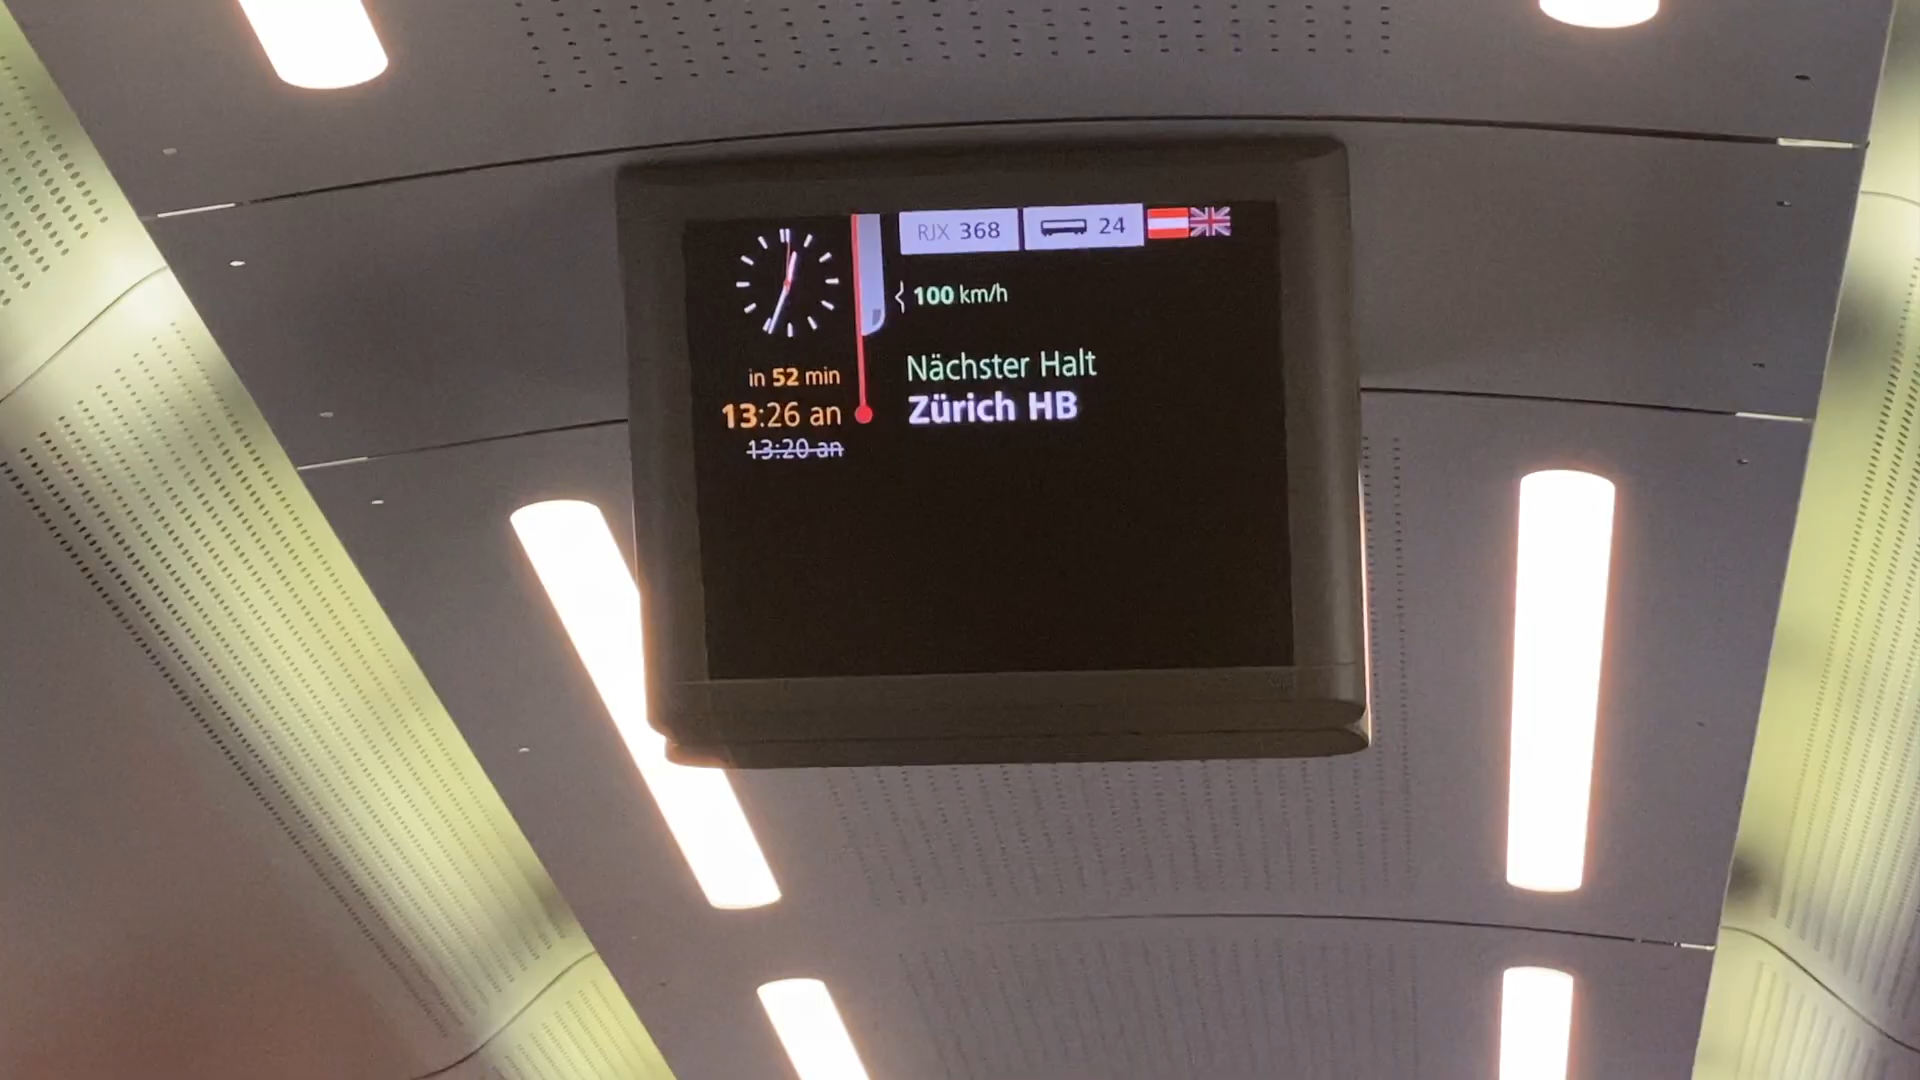 RJX 368 24
100 km/h
in 52 min
Nächster Halt
13:26 an
Zürich HB
13:20 an